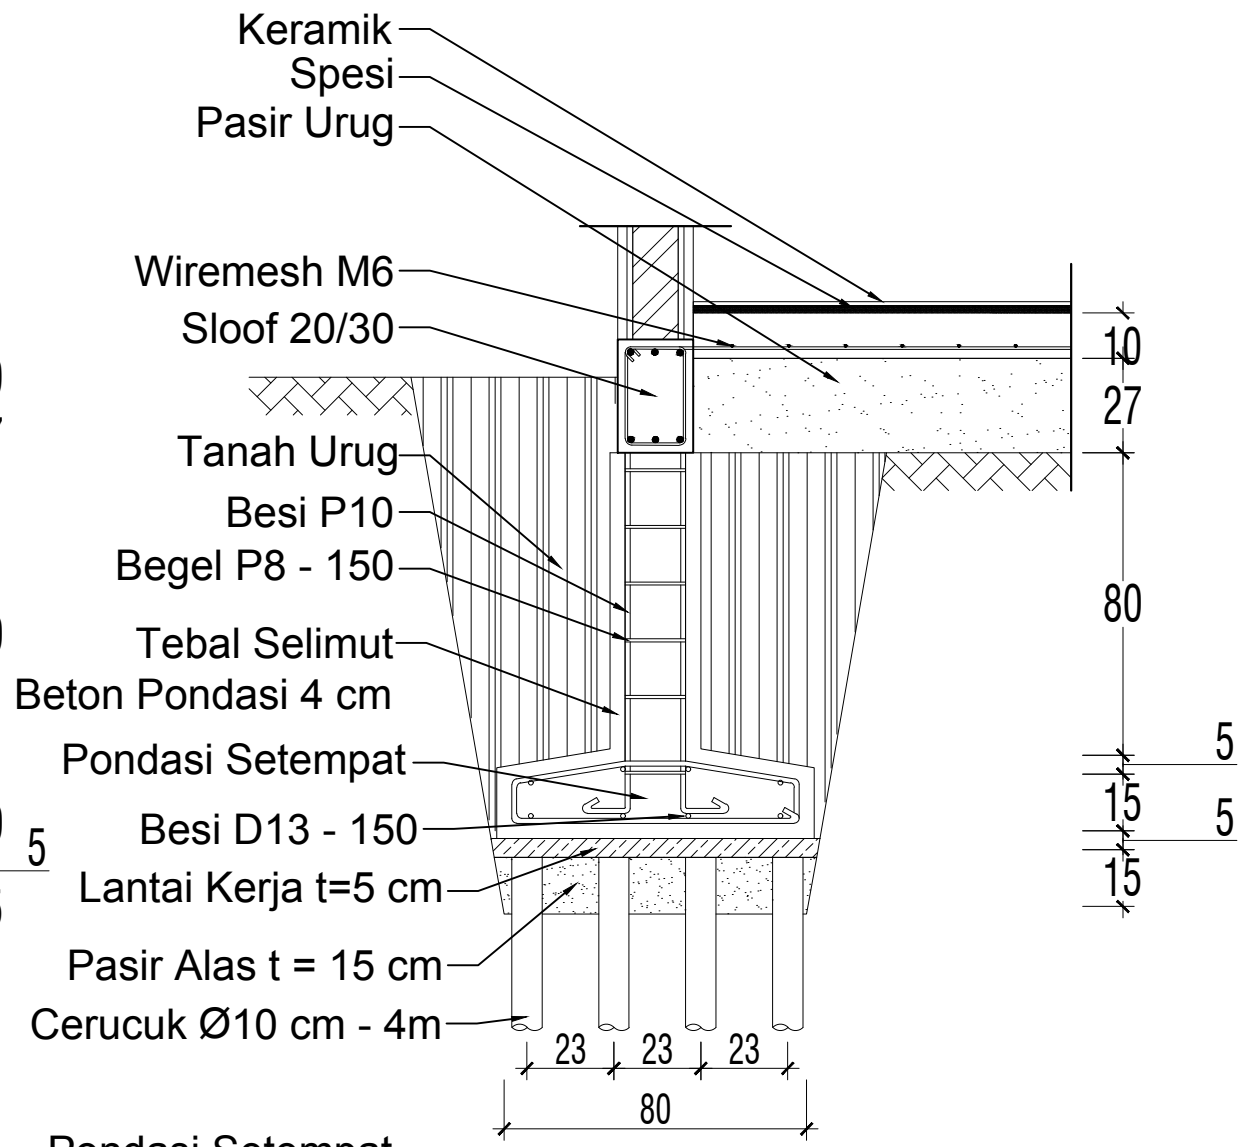 Keramik
Spesi
Pasir Urug
Wiremesh M6
Sloof 20/30
10
27
Tanah Urug
Besi P10
Begel P8 - 150
80
Tebal Selimut
Beton Pondasi 4 cm
Pondasi Setempat
5
15
Besi D13 - 150
5
5
Lantai Kerja t=5 cm
15
Pasir Alas t = 15 cm
Cerucuk Ø10 cm - 4m
23 23 23
80
Pondasi Setempat